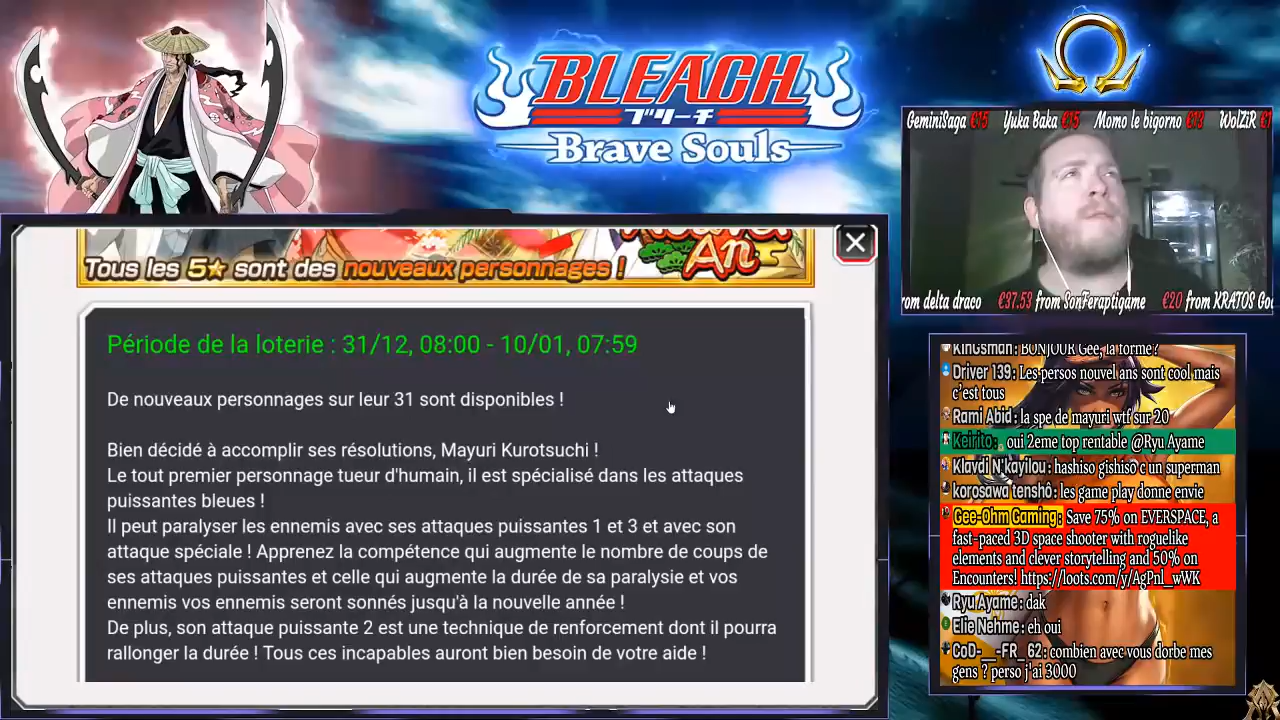 BLEACH
ブリーチ
Brave Souls
GeminiSaga €15 Yuka Baka €15 Momo le bigorno €13 WolZiR €1
rom delta draco €37.53 from SonFeraptigame €20 from KRATOS Go
An
Tous les 5★ sont des nouveaux personnages !
Période de la loterie : 31/12, 08:00 - 10/01, 07:59
De nouveaux personnages sur leur 31 sont disponibles !
Bien décidé à accomplir ses résolutions, Mayuri Kurotsuchi !
Le tout premier personnage tueur d'humain, il est spécialisé dans les attaques
puissantes bleues !
Il peut paralyser les ennemis avec ses attaques puissantes 1 et 3 et avec son
attaque spéciale ! Apprenez la compétence qui augmente le nombre de coups de
ses attaques puissantes et celle qui augmente la durée de sa paralysie et vos
ennemis vos ennemis seront sonnés jusqu'à la nouvelle année !
De plus, son attaque puissante 2 est une technique de renforcement dont il pourra
rallonger la durée ! Tous ces incapables auront bien besoin de votre aide !
KinGsman: BONJOUR Gee, la forme?
Driver 139: Les persos nouvel ans sont cool mais
c'est tous
Rami Abid: la spe de mayuri wtf sur 20
Keirito: , oui 2eme top rentable @Ryu Ayame
Klavdi N'kayilou: hashiso gishiso c un superman
korosawa tenshô: les game play donne envie
Gee-Ohm Gaming: Save 75% on EVERSPACE, a
fast-paced 3D space shooter with roguelike
elements and clever storytelling and 50% on
Encounters! https://loots.com/y/AgPnl_wWK
Ryu Ayame: dak
Elie Nehme: eh oui
CoD-__-FR_62: combien avec vous dorbe mes
gens ? perso j'ai 3000